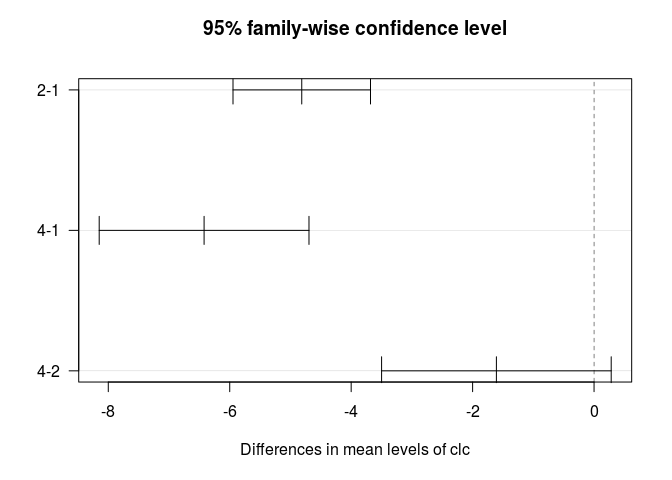 95% family-wise confidence level
2-1
4-1
4-2
-8 -6 -4 -2 0
Differences in mean levels of clc